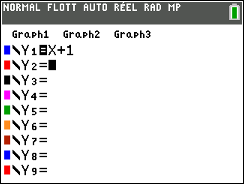 NORMAL FLOTT AUTO RÉEL RAD MP
Graph1 Graph2 Graph3
\Y1=X+1
\Y2=
\Y3=
\Y4=
\Y5=
\Y6=
\Y7=
\Y8=
\Y9=